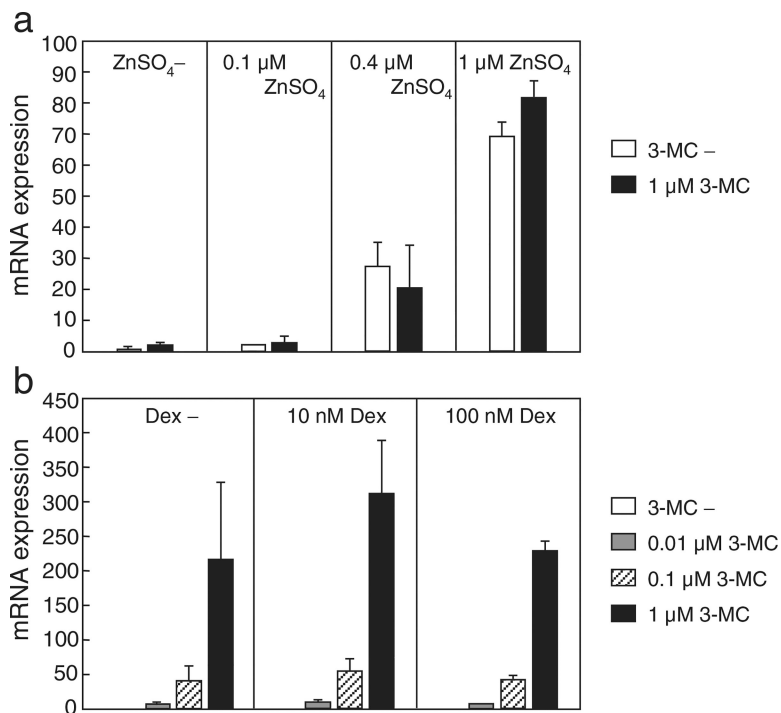 a
100
90
80
70
60
50
40
30
20
10
0
mRNA expression
ZnSO₄–
0.1 µM
ZnSO₄
0.4 µM
ZnSO₄
1 µM ZnSO₄
3-MC –
1 µM 3-MC
b
450
400
350
300
250
200
150
100
50
0
mRNA expression
Dex –
10 nM Dex
100 nM Dex
3-MC –
0.01 µM 3-MC
0.1 µM 3-MC
1 µM 3-MC